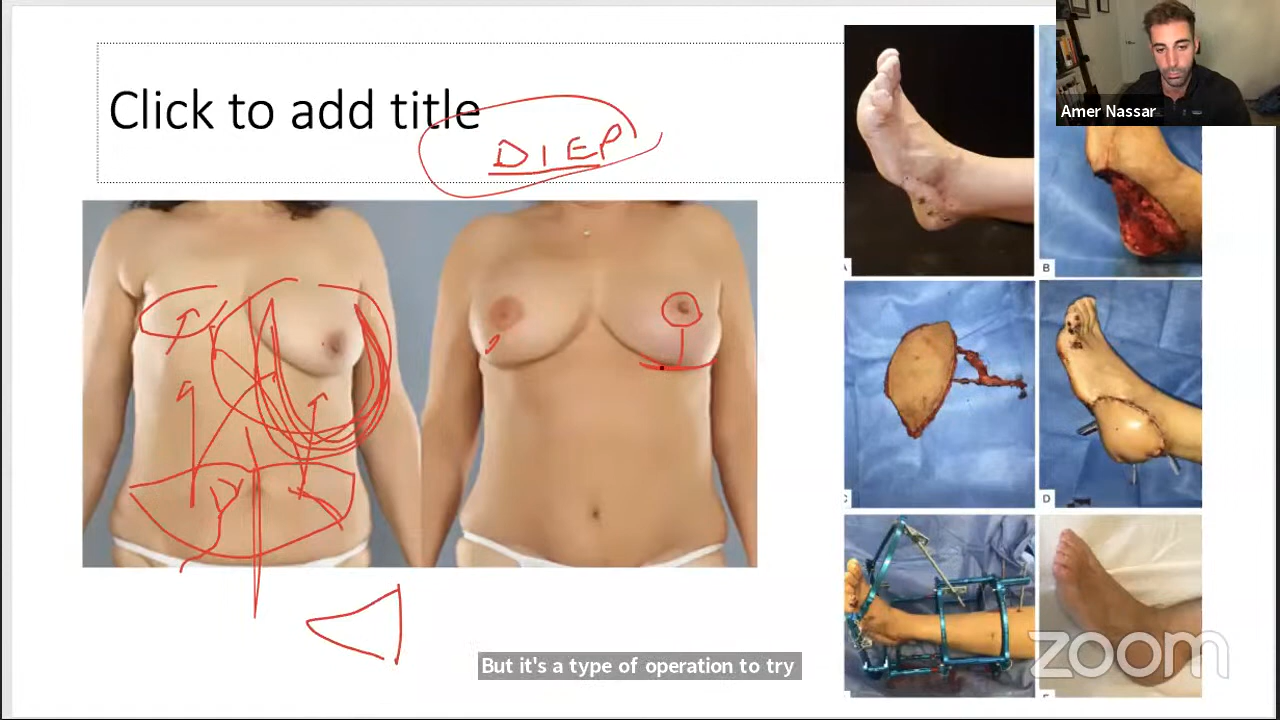 Click to add title
DIEP
Amer Nassar
A
B
C
D
E
But it's a type of operation to try
zoom